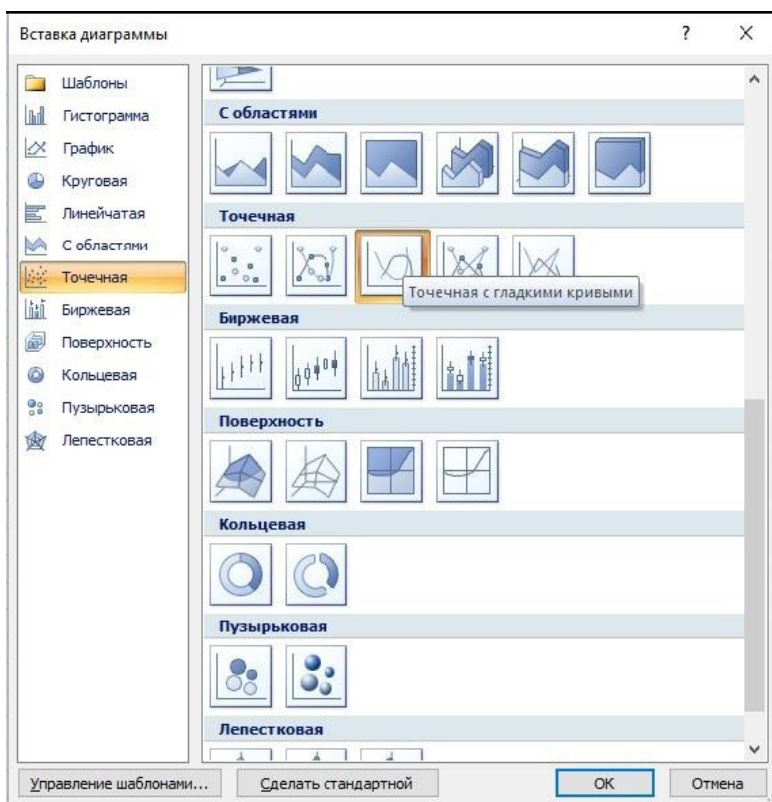 Вставка диаграммы
?
X
Шаблоны
Гистограмма
График
Круговая
Линейчатая
С областями
Точечная
Биржевая
Поверхность
Кольцевая
Пузырьковая
Лепестковая
С областями
Точечная
Точечная с гладкими кривыми
Биржевая
Поверхность
Кольцевая
Пузырьковая
Лепестковая
Управление шаблонами...
Сделать стандартной
ОК
Отмена